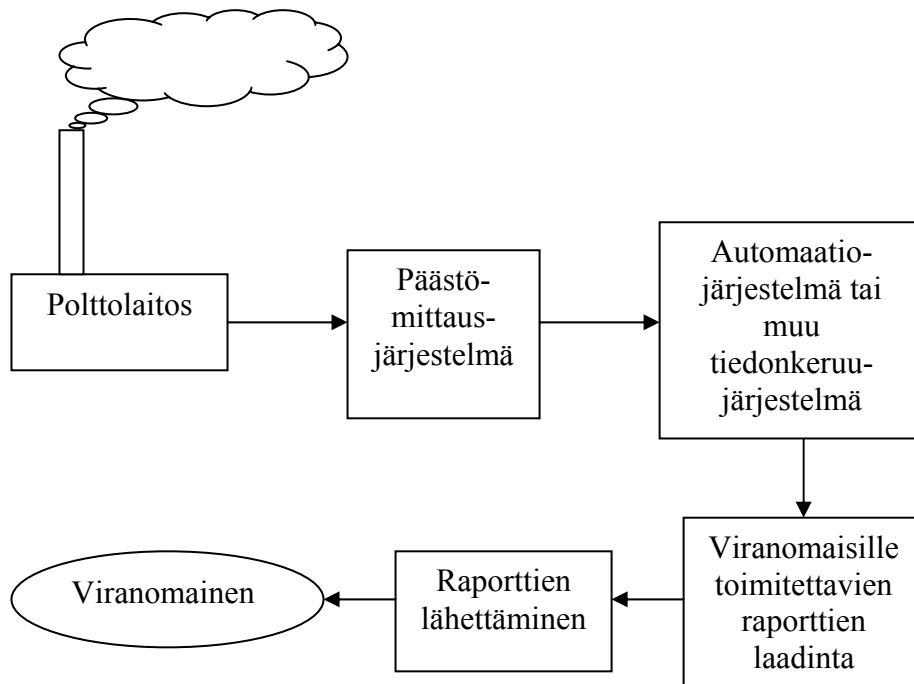 Polttolaitos
Päästö-
mittaus-
järjestelmä
Automaatio-
järjestelmä tai
muu
tiedonkeruu-
järjestelmä
Viranomaisille
toimitettavien
raporttien
laadinta
Raporttien
lähettäminen
Viranomainen